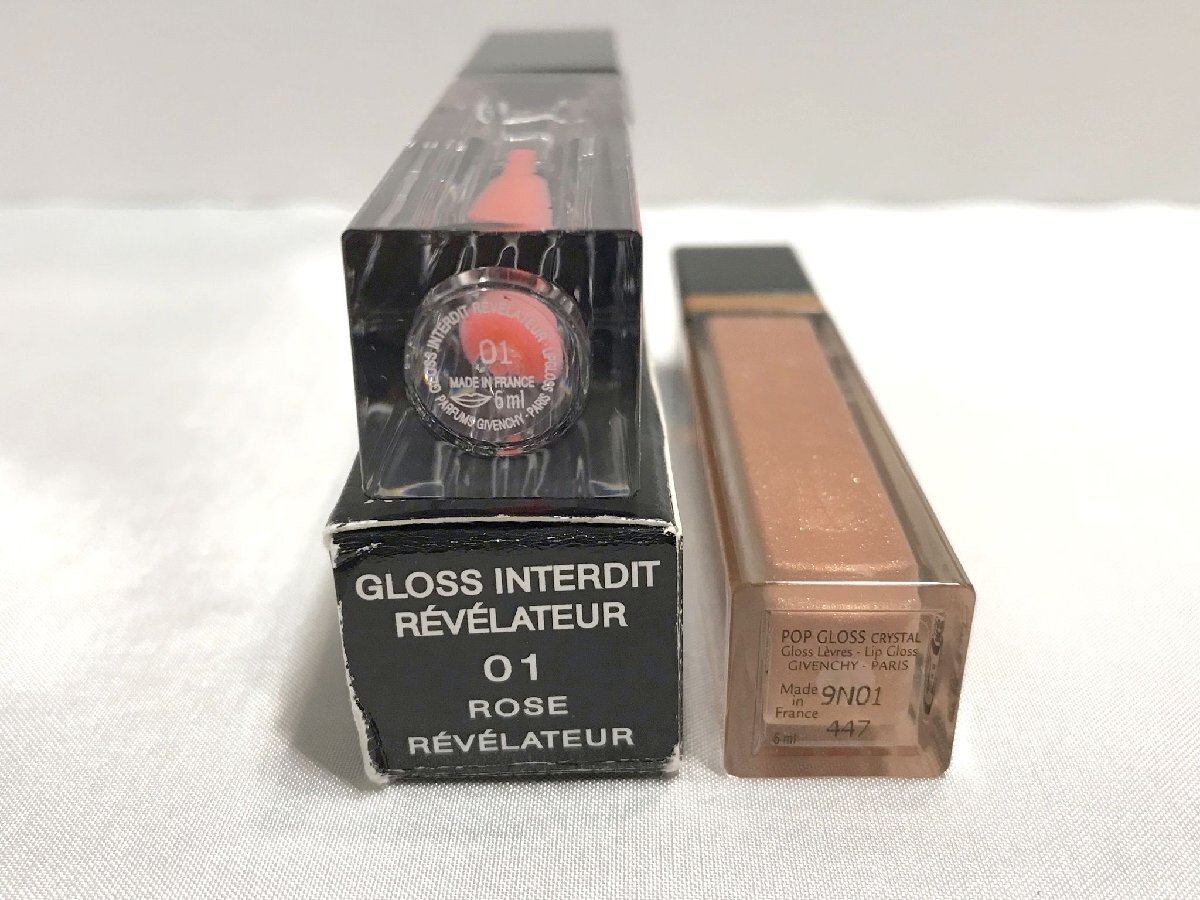 GLOSS INTERDIT RÉVÉLATEUR · LIPGLOSS
01
MADE IN FRANCE
6 ml
PARFUMS GIVENCHY - PARIS
GLOSS INTERDIT
RÉVÉLATEUR
01
ROSE
RÉVÉLATEUR
POP GLOSS CRYSTAL
Gloss Lèvres - Lip Gloss
GIVENCHY - PARIS
Made in France
9N01
447
6 ml